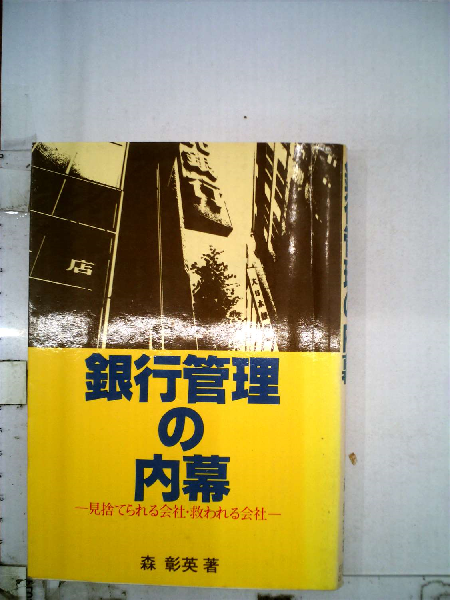 店
銀行管理
の
内幕
―見捨てられる会社・救われる会社―
森 彰英 著